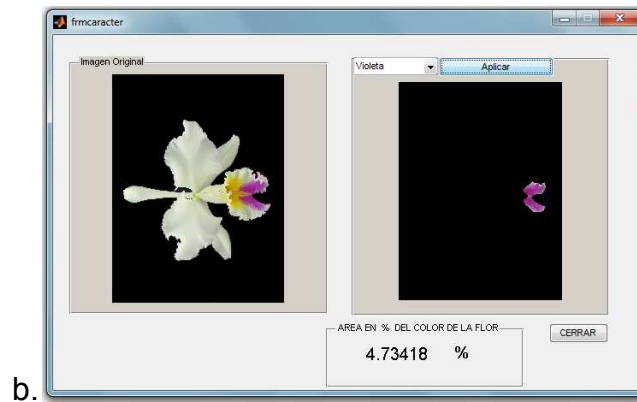 frmcaracter
Imagen Original
Violeta
Aplicar
AREA EN % DEL COLOR DE LA FLOR
4.73418 %
CERRAR
b.